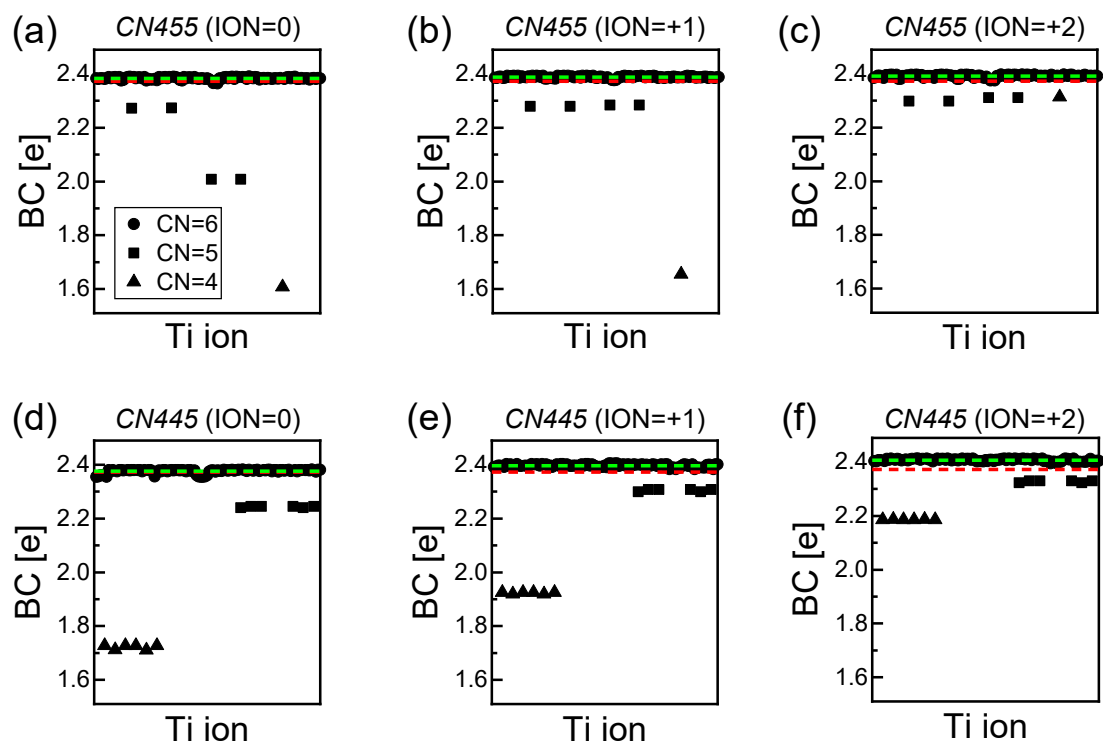 (a) CN455 (ION=0)
BC [e]
2.4
2.2
2.0
1.8
1.6
CN=6
CN=5
CN=4
Ti ion
(b) CN455 (ION=+1)
BC [e]
2.4
2.2
2.0
1.8
1.6
Ti ion
(c) CN455 (ION=+2)
BC [e]
2.4
2.2
2.0
1.8
1.6
Ti ion
(d) CN445 (ION=0)
BC [e]
2.4
2.2
2.0
1.8
1.6
Ti ion
(e) CN445 (ION=+1)
BC [e]
2.4
2.2
2.0
1.8
1.6
Ti ion
(f) CN445 (ION=+2)
BC [e]
2.4
2.2
2.0
1.8
1.6
Ti ion